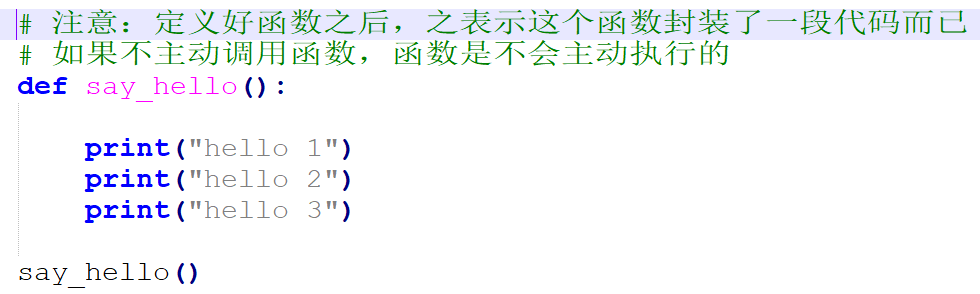 # 注意：定义好函数之后，之表示这个函数封装了一段代码而已
# 如果不主动调用函数，函数是不会主动执行的
def say_hello():
    print("hello 1")
    print("hello 2")
    print("hello 3")
say_hello()